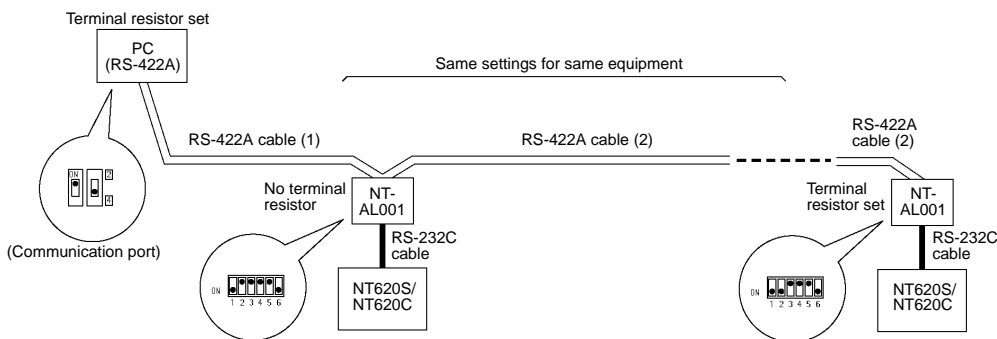 Terminal resistor set
PC
(RS-422A)
Same settings for same equipment
RS-422A cable (1)
RS-422A cable (2)
RS-422A
cable (2)
ON
2
4
(Communication port)
No terminal
resistor
NT-
AL001
RS-232C
cable
ON
1 2 3 4 5 6
NT620S/
NT620C
Terminal
resistor set
NT-
AL001
RS-232C
cable
ON
1 2 3 4 5 6
NT620S/
NT620C